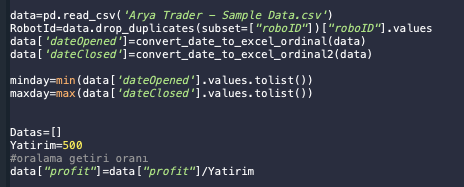 data=pd.read_csv('Arya Trader - Sample Data.csv')
RobotId=data.drop_duplicates(subset=["roboID"])["roboID"].values
data['dateOpened']=convert_date_to_excel_ordinal(data)
data['dateClosed']=convert_date_to_excel_ordinal2(data)
minday=min(data['dateOpened'].values.tolist())
maxday=max(data['dateClosed'].values.tolist())
Datas=[]
Yatirim=500
#oralama getiri oranı
data["profit"]=data["profit"]/Yatirim